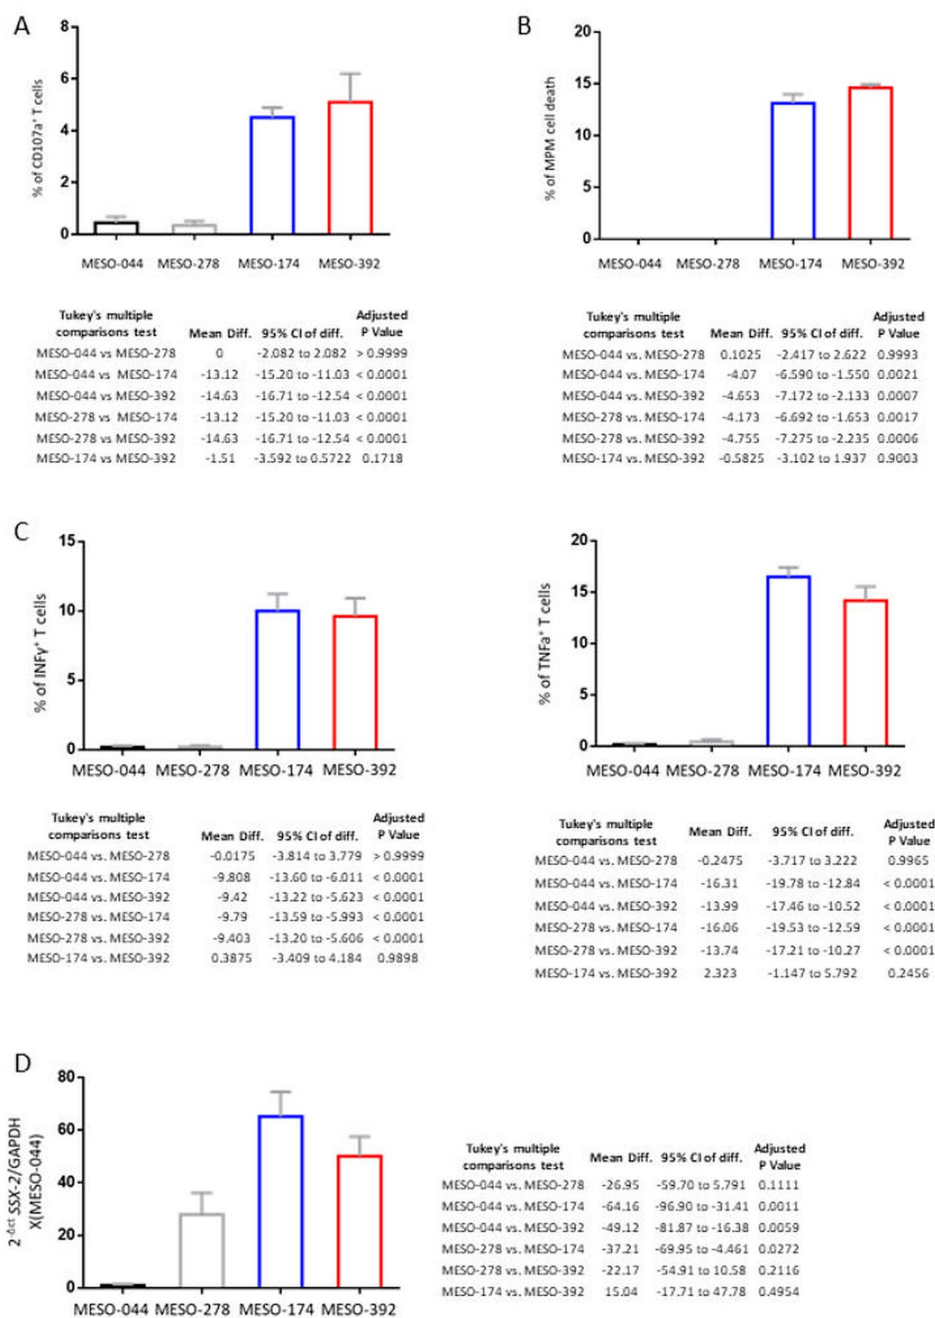 A
8
6
4
2
0
% of CD107a⁺ T cells
MESO-044 MESO-278 MESO-174 MESO-392
Tukey's multiple comparisons test Mean Diff. 95% CI of diff. Adjusted P Value
MESO-044 vs MESO-278 0 -2.082 to 2.082 > 0.9999
MESO-044 vs MESO-174 -13.12 -15.20 to -11.03 < 0.0001
MESO-044 vs MESO-392 -14.63 -16.71 to -12.54 < 0.0001
MESO-278 vs MESO-174 -13.12 -15.20 to -11.03 < 0.0001
MESO-278 vs MESO-392 -14.63 -16.71 to -12.54 < 0.0001
MESO-174 vs MESO-392 -1.51 -3.592 to 0.5722 0.1718
B
20
15
10
5
0
% of MPM cell death
MESO-044 MESO-278 MESO-174 MESO-392
Tukey's multiple comparisons test Mean Diff. 95% CI of diff. Adjusted P Value
MESO-044 vs. MESO-278 0.1025 -2.417 to 2.622 0.9993
MESO-044 vs. MESO-174 -4.07 -6.590 to -1.550 0.0021
MESO-044 vs. MESO-392 -4.653 -7.172 to -2.133 0.0007
MESO-278 vs. MESO-174 -4.173 -6.692 to -1.653 0.0017
MESO-278 vs. MESO-392 -4.755 -7.275 to -2.235 0.0006
MESO-174 vs. MESO-392 -0.5825 -3.102 to 1.937 0.9003
C
15
10
5
0
% of INFγ⁺ T cells
MESO-044 MESO-278 MESO-174 MESO-392
Tukey's multiple comparisons test Mean Diff. 95% CI of diff. Adjusted P Value
MESO-044 vs. MESO-278 -0.0175 -3.814 to 3.779 > 0.9999
MESO-044 vs. MESO-174 -9.808 -13.60 to -6.011 < 0.0001
MESO-044 vs. MESO-392 -9.42 -13.22 to -5.623 < 0.0001
MESO-278 vs. MESO-174 -9.79 -13.59 to -5.993 < 0.0001
MESO-278 vs. MESO-392 -9.403 -13.20 to -5.606 < 0.0001
MESO-174 vs. MESO-392 0.3875 -3.409 to 4.184 0.9898
20
15
10
5
0
% of TNFa⁺ T cells
MESO-044 MESO-278 MESO-174 MESO-392
Tukey's multiple comparisons test Mean Diff. 95% CI of diff. Adjusted P Value
MESO-044 vs. MESO-278 -0.2475 -3.717 to 3.222 0.9965
MESO-044 vs. MESO-174 -16.31 -19.78 to -12.84 < 0.0001
MESO-044 vs. MESO-392 -13.99 -17.46 to -10.52 < 0.0001
MESO-278 vs. MESO-174 -16.06 -19.53 to -12.59 < 0.0001
MESO-278 vs. MESO-392 -13.74 -17.21 to -10.27 < 0.0001
MESO-174 vs. MESO-392 2.323 -1.147 to 5.792 0.2456
D
80
60
40
20
0
2⁻ᐃᶜᵗ SSX-2/GAPDH
X(MESO-044)
MESO-044 MESO-278 MESO-174 MESO-392
Tukey's multiple comparisons test Mean Diff. 95% CI of diff. Adjusted P Value
MESO-044 vs. MESO-278 -26.95 -59.70 to 5.791 0.1111
MESO-044 vs. MESO-174 -64.16 -96.90 to -31.41 0.0011
MESO-044 vs. MESO-392 -49.12 -81.87 to -16.38 0.0059
MESO-278 vs. MESO-174 -37.21 -69.95 to -4.461 0.0272
MESO-278 vs. MESO-392 -22.17 -54.91 to 10.58 0.2116
MESO-174 vs. MESO-392 15.04 -17.71 to 47.78 0.4954